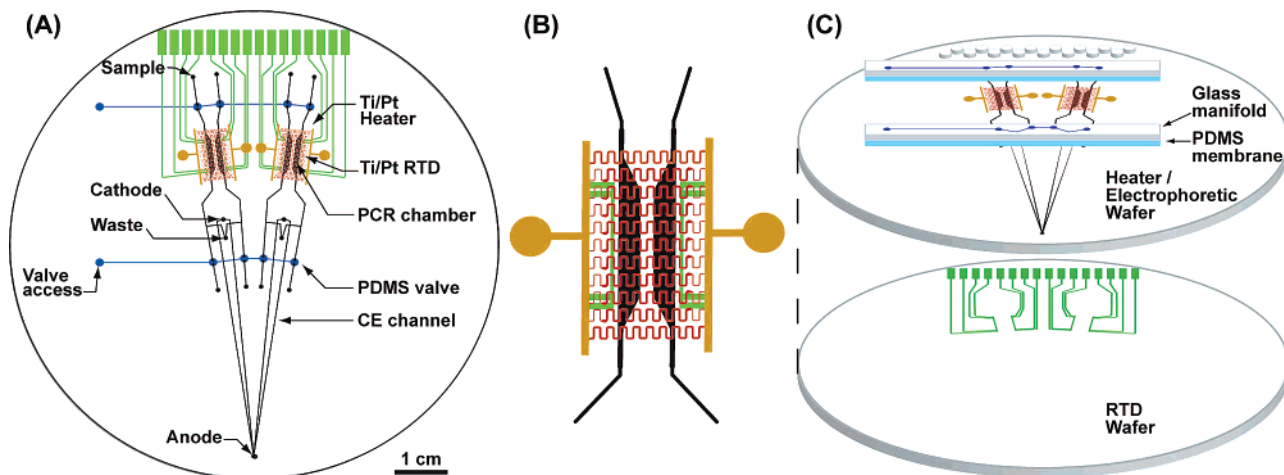 (A)
Sample
Ti/Pt
Heater
Ti/Pt RTD
Cathode
PCR chamber
Waste
Valve
access
PDMS valve
CE channel
Anode
1 cm
(B)
(C)
Glass
manifold
PDMS
membrane
Heater /
Electrophoretic
Wafer
RTD
Wafer